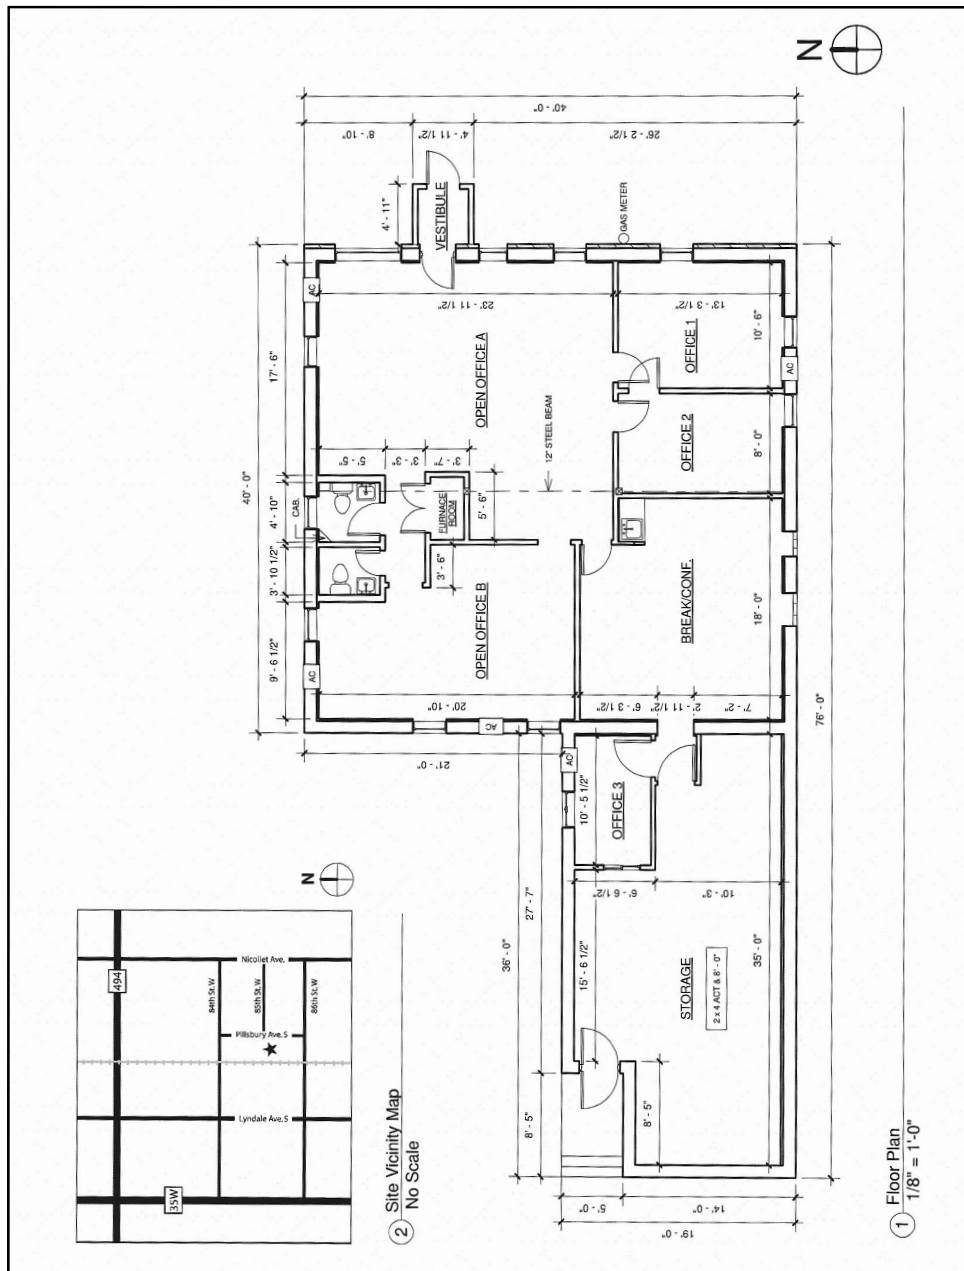 N
40' - 0"
8' - 10"
4' - 11 1/2"
26' - 2 1/2"
4' - 11"
VESTIBULE
GAS METER
40' - 0"
17' - 6"
4' - 10"
3' - 10 1/2"
9' - 6 1/2"
CAB.
AC
AC
23' - 11 1/2"
13' - 3 1/2"
OPEN OFFICE A
OFFICE 1
10' - 6"
AC
5' - 5"
3' - 3"
3' - 7"
12" STEEL BEAM
OFFICE 2
8' - 0"
FURNACE
ROOM
5' - 6"
3' - 6"
OPEN OFFICE B
BREAK/CONF.
18' - 0"
20' - 10"
6' - 3 1/2"
2' - 11 1/2"
7' - 2"
76' - 0"
AC
21' - 0"
AC
10' - 5 1/2"
OFFICE 3
6' - 6 1/2"
10' - 3"
27' - 7"
36' - 0"
15' - 6 1/2"
STORAGE
2 x 4 ACT & 8' - 0"
35' - 0"
8' - 5"
8' - 5"
5' - 0"
14' - 0"
19' - 0"
N
494
35W
Nicollet Ave.
84th St. W
85th St. W
86th St. W
Pillsbury Ave. S
Lyndale Ave. S
2 Site Vicinity Map
No Scale
1 Floor Plan
1/8" = 1'-0"